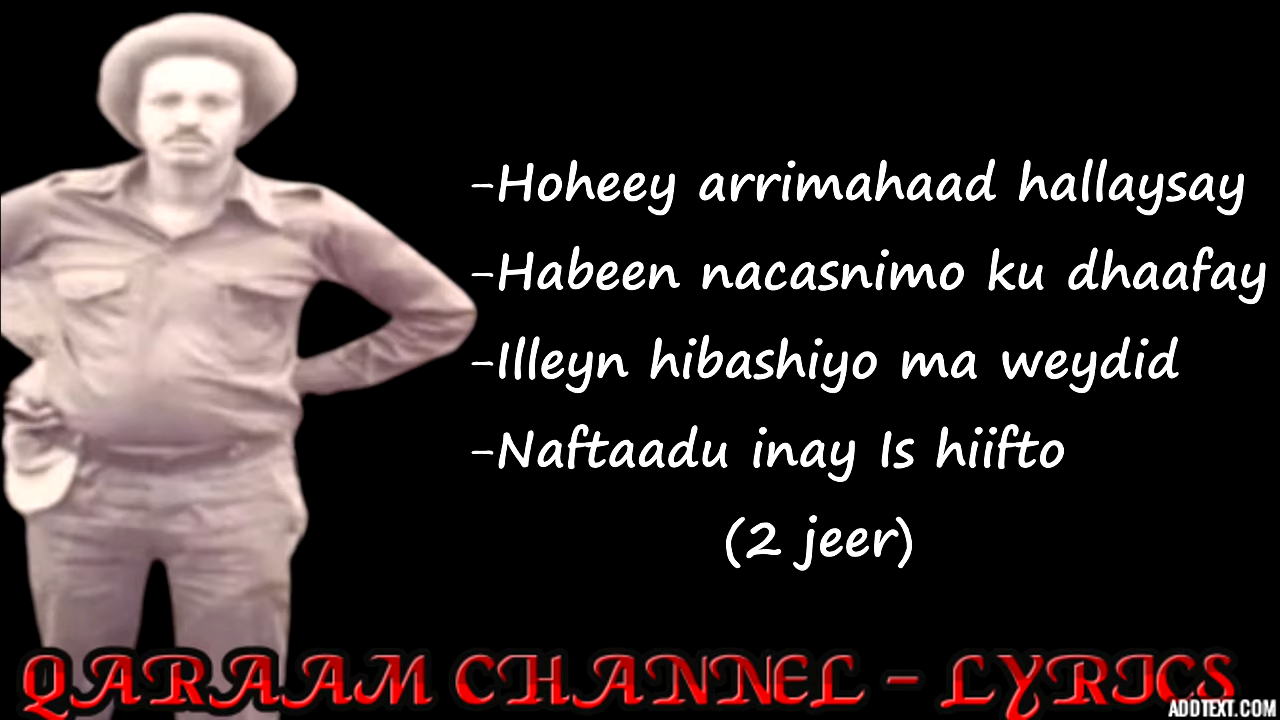 -Hoheey arrimahaad hallaysay
-Habeen nacasnimo ku dhaafay
-Illeyn hibashiyo ma weydid
-Naftaadu inay Is hiifto
(2 jeer)
QARAAM CHANNEL - LYRICS
ADDTEXT.COM